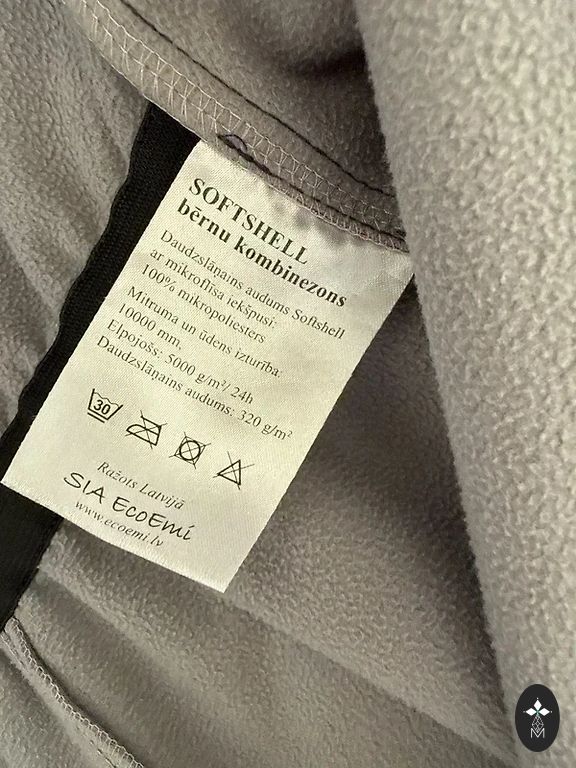 SOFTSHELL
bērnu kombinezons
Daudzslāņains audums Softshell
ar mikroflīsa iekšpusi:
100% mikropoliesters
Mitruma un ūdens izturība:
10000 mm.
Elpojošs: 5000 g/m²/ 24h
Daudzslāņains audums: 320 g/m²
30
Ražots Latvijā
SIA EcoEmi
www.ecoemi.lv
M